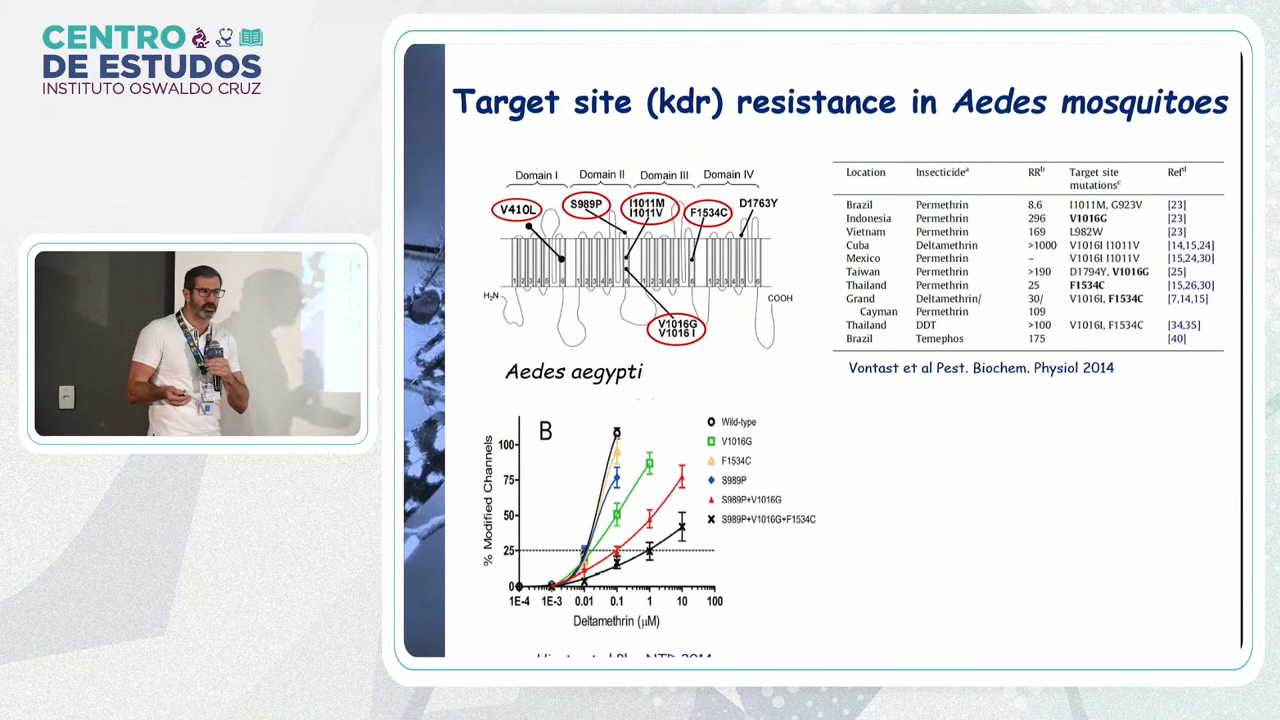 CENTRO
DE ESTUDOS
INSTITUTO OSWALDO CRUZ
Target site (kdr) resistance in Aedes mosquitoes
Domain I
Domain II
Domain III
Domain IV
V410L
S989P
I1011M
I1011V
F1534C
D1763Y
H₂N
COOH
V1016G
V1016 I
Aedes aegypti
Location Insecticideᵃ RRᵇ Target site mutationsᶜ Refᵈ
Brazil Permethrin 8.6 I1011M, G923V [23]
Indonesia Permethrin 296 V1016G [23]
Vietnam Permethrin 169 L982W [23]
Cuba Deltamethrin >1000 V1016I I1011V [14,15,24]
Mexico Permethrin – V1016I I1011V [15,24,30]
Taiwan Permethrin >190 D1794Y, V1016G [25]
Thailand Permethrin 25 F1534C [15,26,30]
Grand Deltamethrin/ 30/ V1016I, F1534C [7,14,15]
Cayman Permethrin 109
Thailand DDT >100 V1016I, F1534C [34,35]
Brazil Temephos 175 [40]
Vontast et al Pest. Biochem. Physiol 2014
B
% Modified Channels
100
75
50
25
0
1E-4 1E-3 0.01 0.1 1 10 100
Deltamethrin (μM)
Wild-type
V1016G
F1534C
S989P
S989P+V1016G
S989P+V1016G+F1534C